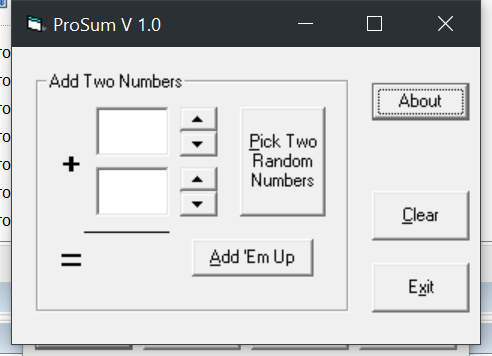 ProSum V 1.0
Add Two Numbers
About
+
Pick Two
Random
Numbers
Clear
=
Add 'Em Up
Exit